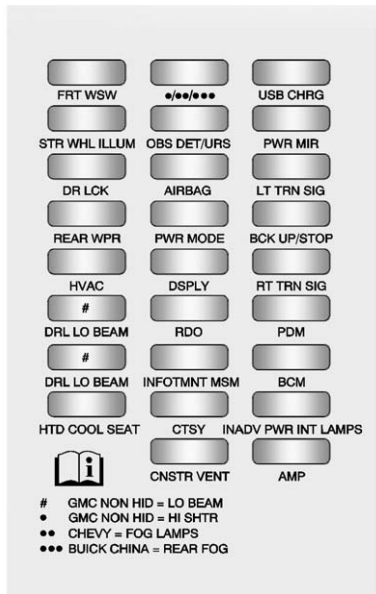 FRT WSW ●/●●/●●● USB CHRG
STR WHL ILLUM OBS DET/URS PWR MIR
DR LCK AIRBAG LT TRN SIG
REAR WPR PWR MODE BCK UP/STOP
HVAC DSPLY RT TRN SIG
#
DRL LO BEAM RDO PDM
#
DRL LO BEAM INFOTMNT MSM BCM
HTD COOL SEAT CTSY INADV PWR INT LAMPS
i
CNSTR VENT AMP
# GMC NON HID = LO BEAM
● GMC NON HID = HI SHTR
●● CHEVY = FOG LAMPS
●●● BUICK CHINA = REAR FOG